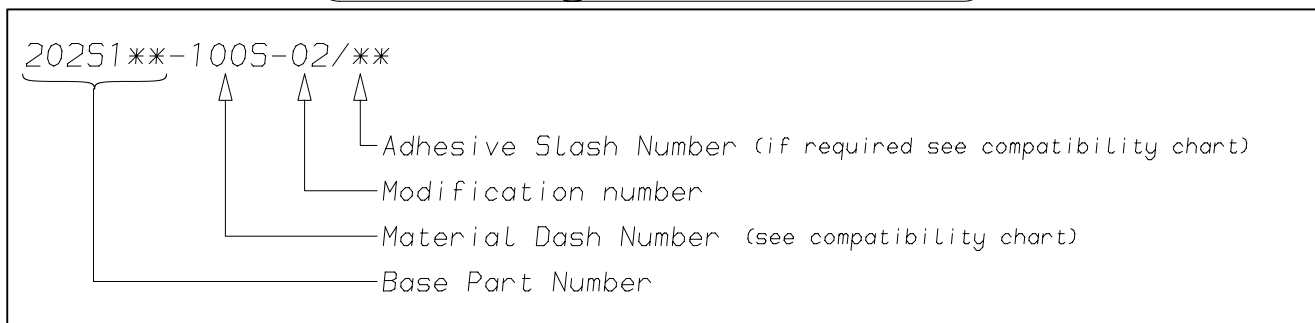 202S1**-100S-02/**
Adhesive Slash Number (if required see compatibility chart)
Modification number
Material Dash Number (see compatibility chart)
Base Part Number